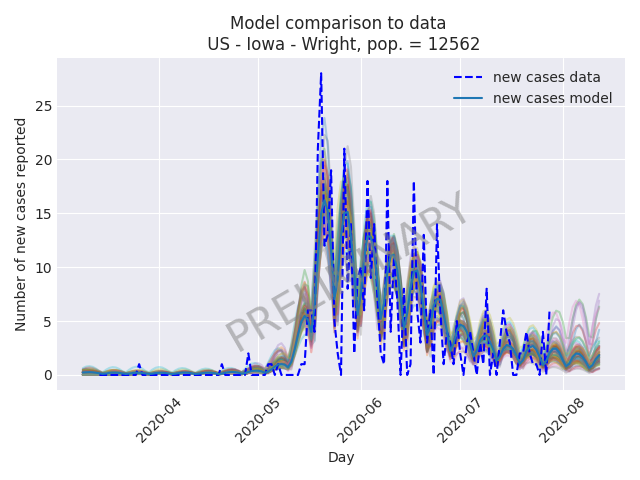 Model comparison to data
US - Iowa - Wright, pop. = 12562
new cases data
new cases model
Number of new cases reported
25
20
15
10
5
0
PRELIMINARY
2020-04
2020-05
2020-06
2020-07
2020-08
Day